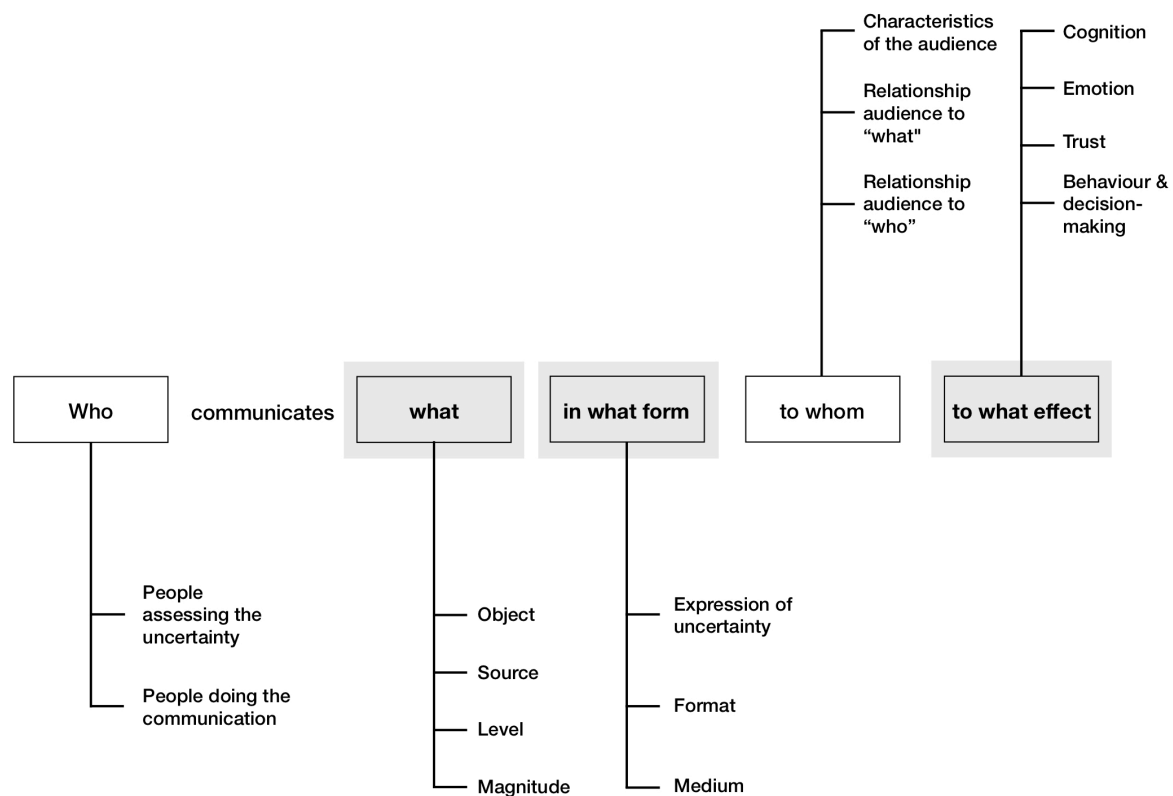 Characteristics
of the audience
Relationship
audience to
“what"
Relationship
audience to
“who”
Cognition
Emotion
Trust
Behaviour &
decision-
making
Who
communicates
what
in what form
to whom
to what effect
People
assessing the
uncertainty
People doing the
communication
Object
Source
Level
Magnitude
Expression of
uncertainty
Format
Medium